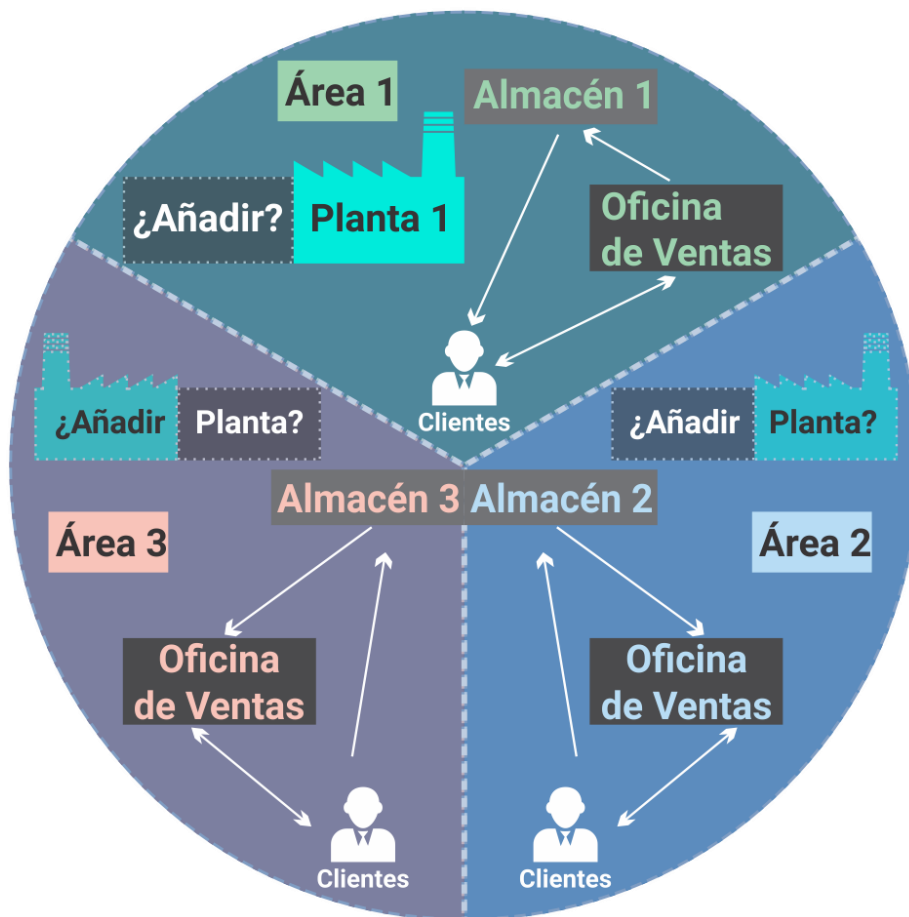 Área 1
Almacén 1
¿Añadir?
Planta 1
Oficina
de Ventas
Clientes
¿Añadir
Planta?
¿Añadir
Planta?
Almacén 3
Almacén 2
Área 3
Área 2
Oficina
de Ventas
Oficina
de Ventas
Clientes
Clientes